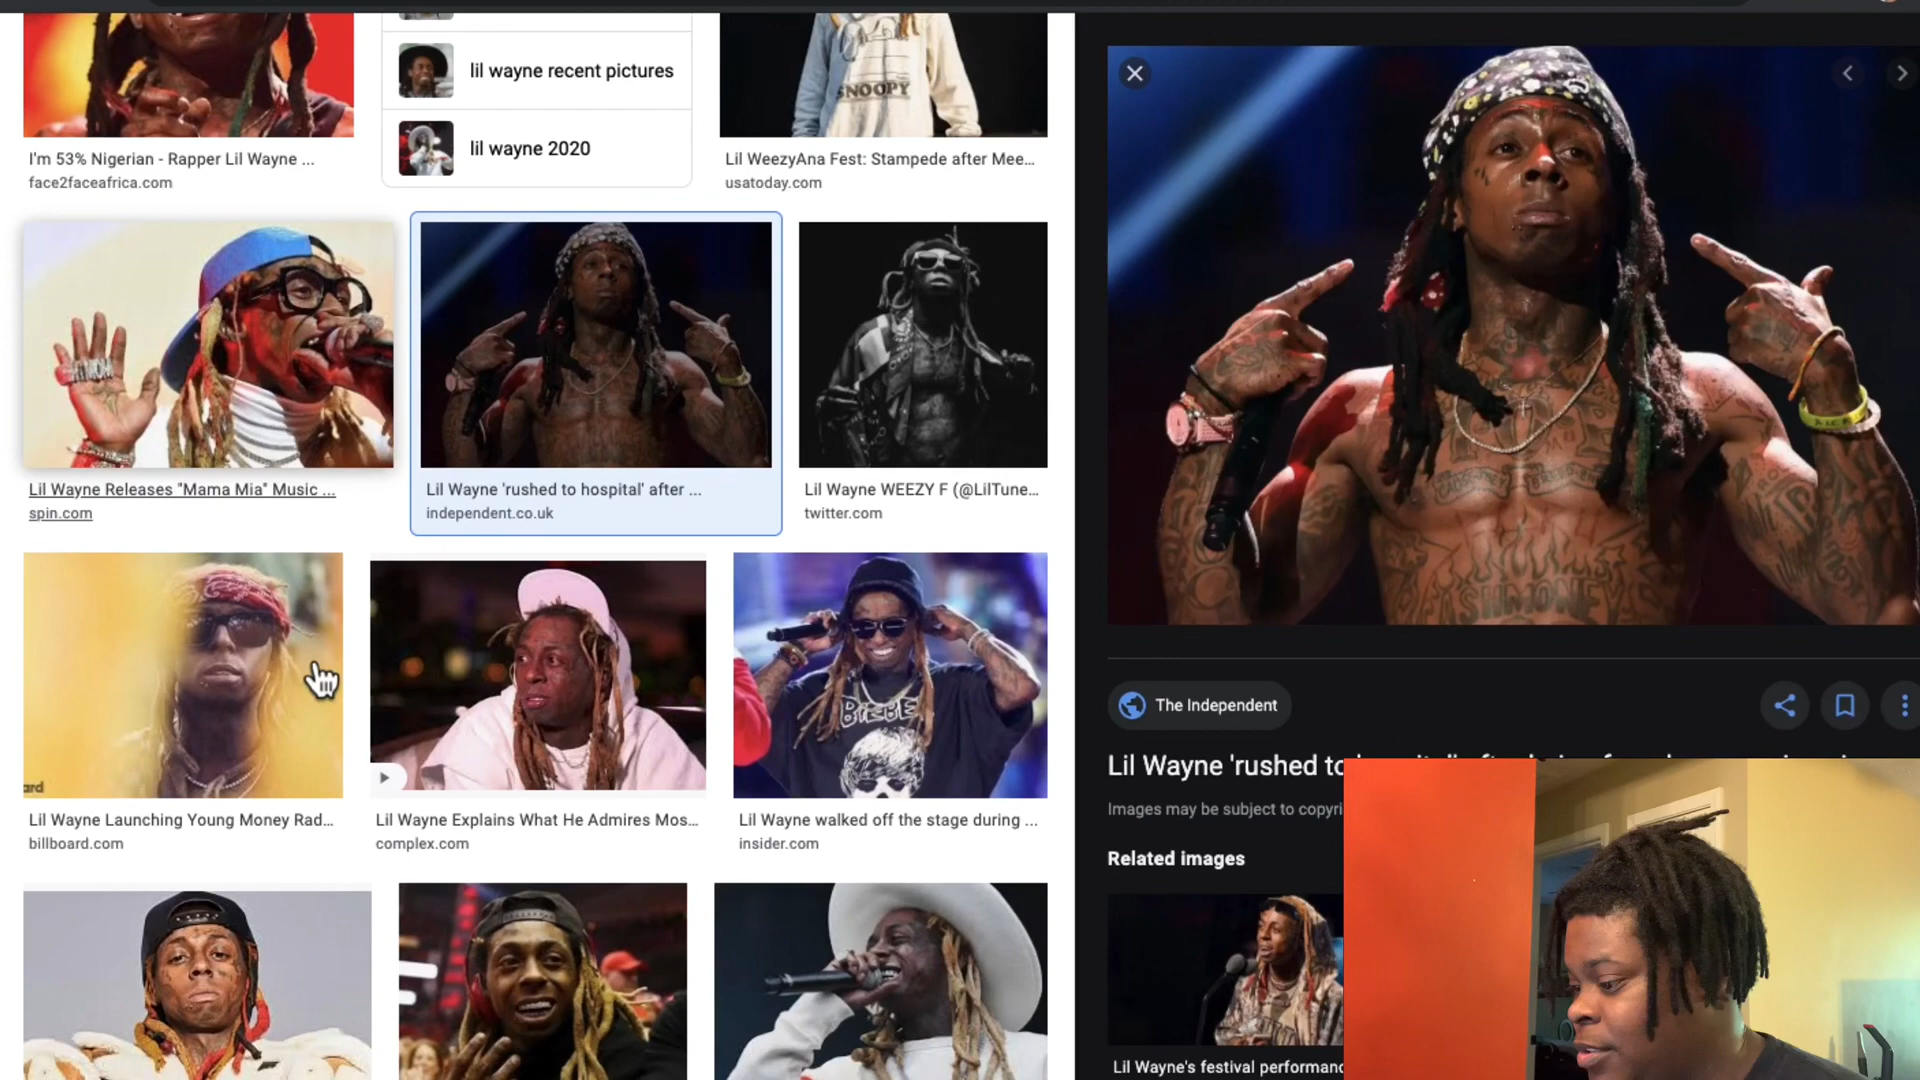 lil wayne recent pictures
lil wayne 2020
SNOOPY
I'm 53% Nigerian - Rapper Lil Wayne ...
face2faceafrica.com
Lil WeezyAna Fest: Stampede after Mee...
usatoday.com
Lil Wayne Releases "Mama Mia" Music ...
spin.com
Lil Wayne 'rushed to hospital' after ...
independent.co.uk
Lil Wayne WEEZY F (@LilTune...
twitter.com
ard
Lil Wayne Launching Young Money Rad...
billboard.com
Lil Wayne Explains What He Admires Mos...
complex.com
Lil Wayne walked off the stage during ...
insider.com
The Independent
Lil Wayne 'rushed to
Images may be subject to copyri
Related images
Lil Wayne's festival performanc